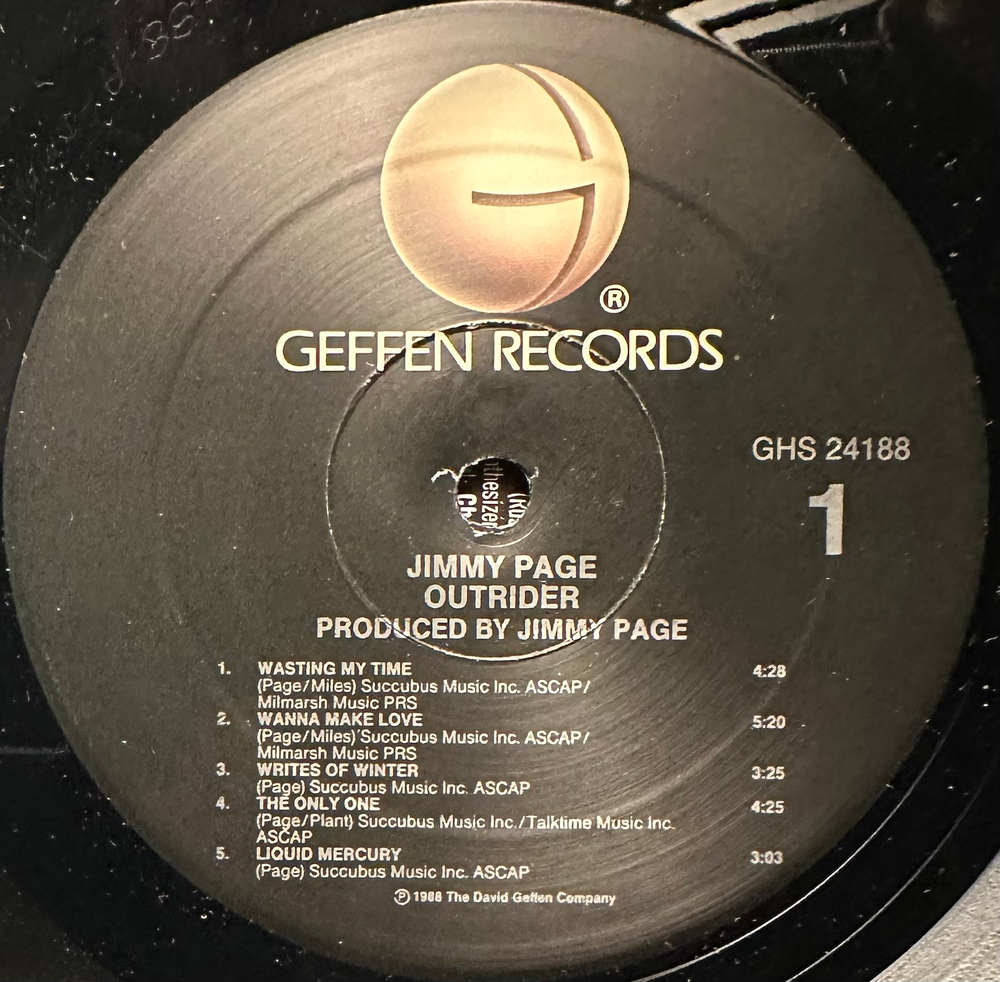 ®
GEFFEN RECORDS
GHS 24188
1
thesizer
Ch
JIMMY PAGE
OUTRIDER
PRODUCED BY JIMMY PAGE
1. WASTING MY TIME 4:28
(Page/Miles) Succubus Music Inc. ASCAP/
Milmarsh Music PRS
2. WANNA MAKE LOVE 5:20
(Page/Miles) Succubus Music Inc. ASCAP/
Milmarsh Music PRS
3. WRITES OF WINTER 3:25
(Page) Succubus Music Inc. ASCAP
4. THE ONLY ONE 4:25
(Page/Plant) Succubus Music Inc./Talktime Music Inc.
ASCAP
5. LIQUID MERCURY 3:03
(Page) Succubus Music Inc. ASCAP
℗ 1988 The David Geffen Company